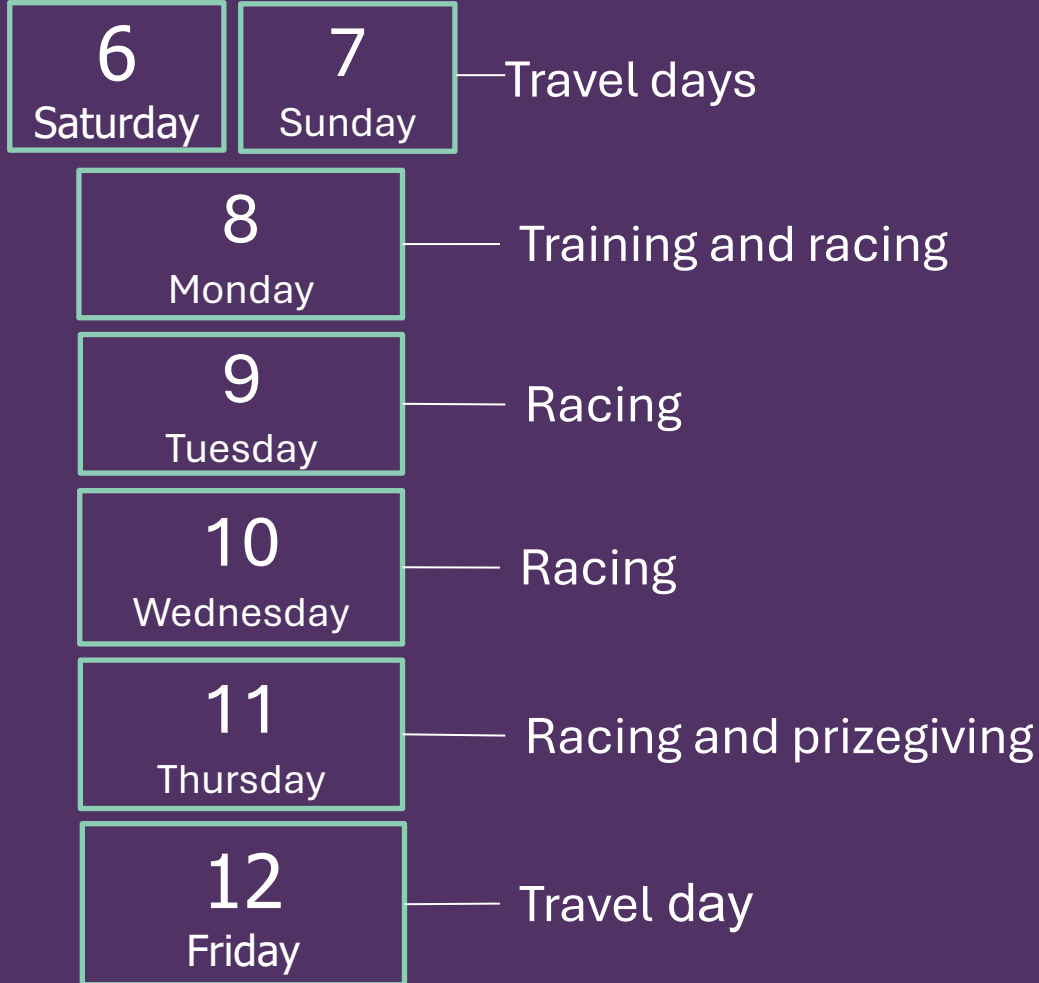 6
Saturday
7
Sunday
Travel days
8
Monday
Training and racing
9
Tuesday
Racing
10
Wednesday
Racing
11
Thursday
Racing and prizegiving
12
Friday
Travel day